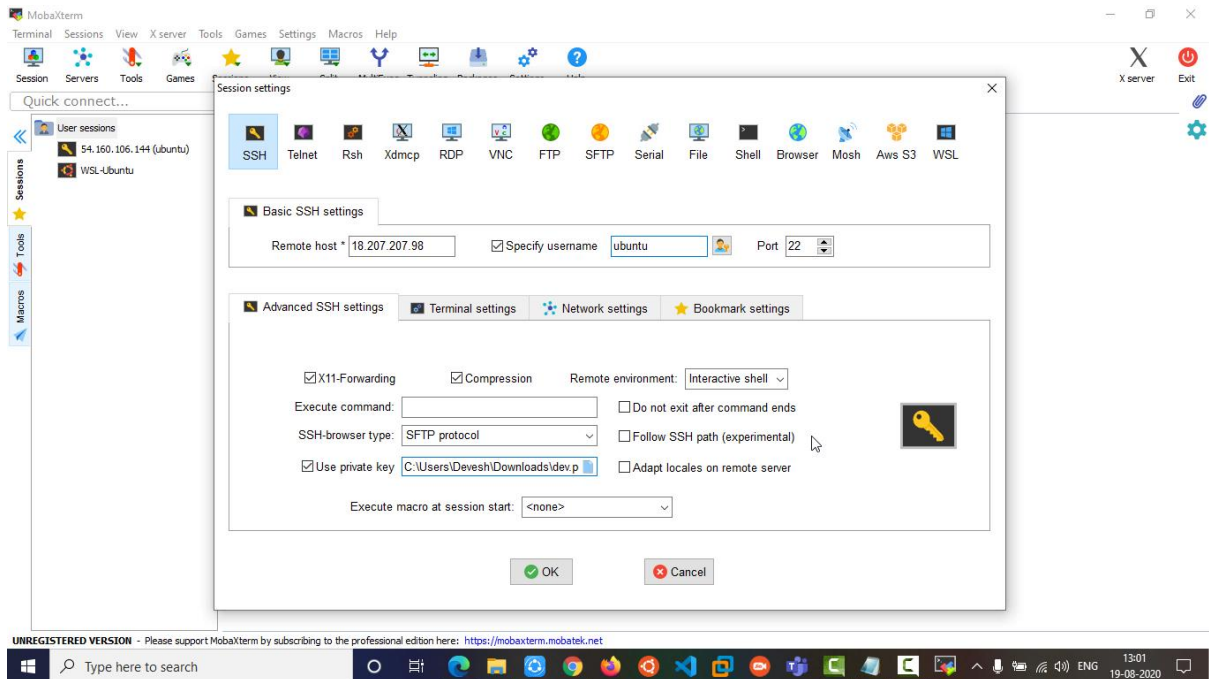 MobaXterm
Terminal Sessions View X server Tools Games Settings Macros Help
Session Servers Tools Games
X server Exit
Quick connect...
Session settings
User sessions
54.160.106.144 (ubuntu)
WSL-Ubuntu
Sessions
Tools
Macros
SSH Telnet Rsh Xdmcp RDP VNC FTP SFTP Serial File Shell Browser Mosh Aws S3 WSL
Basic SSH settings
Remote host * 18.207.207.98 Specify username ubuntu Port 22
Advanced SSH settings Terminal settings Network settings Bookmark settings
X11-Forwarding Compression Remote environment: Interactive shell
Execute command: Do not exit after command ends
SSH-browser type: SFTP protocol Follow SSH path (experimental)
Use private key C:\Users\Devesh\Downloads\dev.p Adapt locales on remote server
Execute macro at session start: <none>
OK Cancel
UNREGISTERED VERSION - Please support MobaXterm by subscribing to the professional edition here: https://mobaxterm.mobatek.net
Type here to search
ENG
13:01
19-08-2020